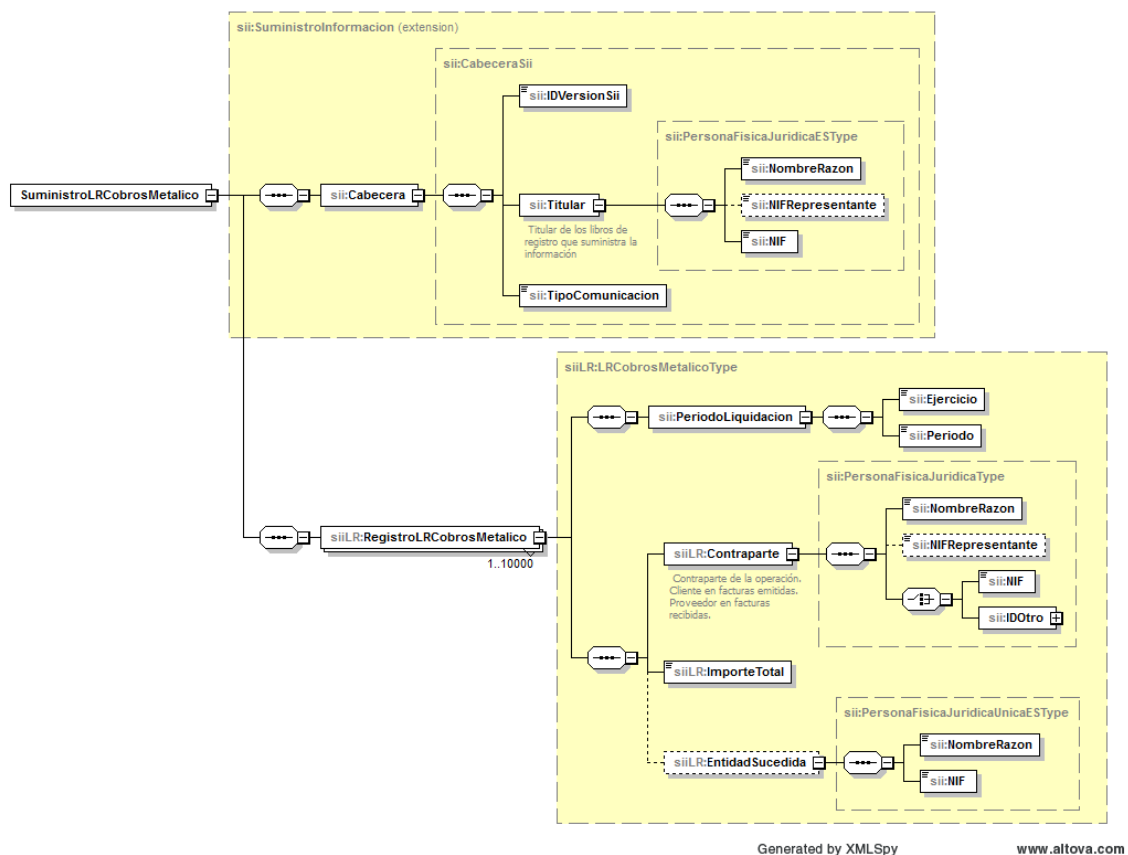 sii:SuministroInformacion (extension)
sii:CabeceraSii
sii:IDVersionSii
sii:PersonaFisicaJuridicaESType
sii:NombreRazon
SuministroLRCobrosMetalico
sii:Cabecera
sii:Titular
sii:NIFRepresentante
Titular de los libros de
registro que suministra la
información
sii:NIF
sii:TipoComunicacion
siiLR:LRCobrosMetalicoType
sii:PeriodoLiquidacion
sii:Ejercicio
sii:Periodo
sii:PersonaFisicaJuridicaType
sii:NombreRazon
siiLR:RegistroLRCobrosMetalico
1..10000
siiLR:Contraparte
sii:NIFRepresentante
Contraparte de la operación.
Cliente en facturas emitidas.
Proveedor en facturas
recibidas.
sii:NIF
sii:IDOtro
siiLR:ImporteTotal
sii:PersonaFisicaJuridicaUnicaESType
siiLR:EntidadSucedida
sii:NombreRazon
sii:NIF
Generated by XMLSpy
www.altova.com